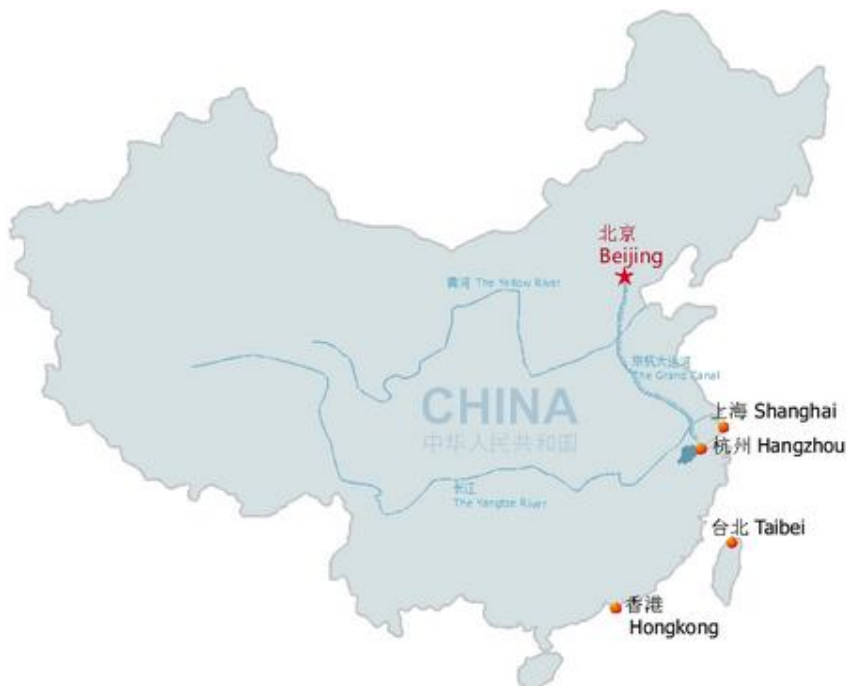 北京
Beijing
黄河 The Yellow River
京杭大运河
The Grand Canal
CHINA
中华人民共和国
上海 Shanghai
杭州 Hangzhou
长江
The Yangtze River
台北 Taibei
香港
Hongkong